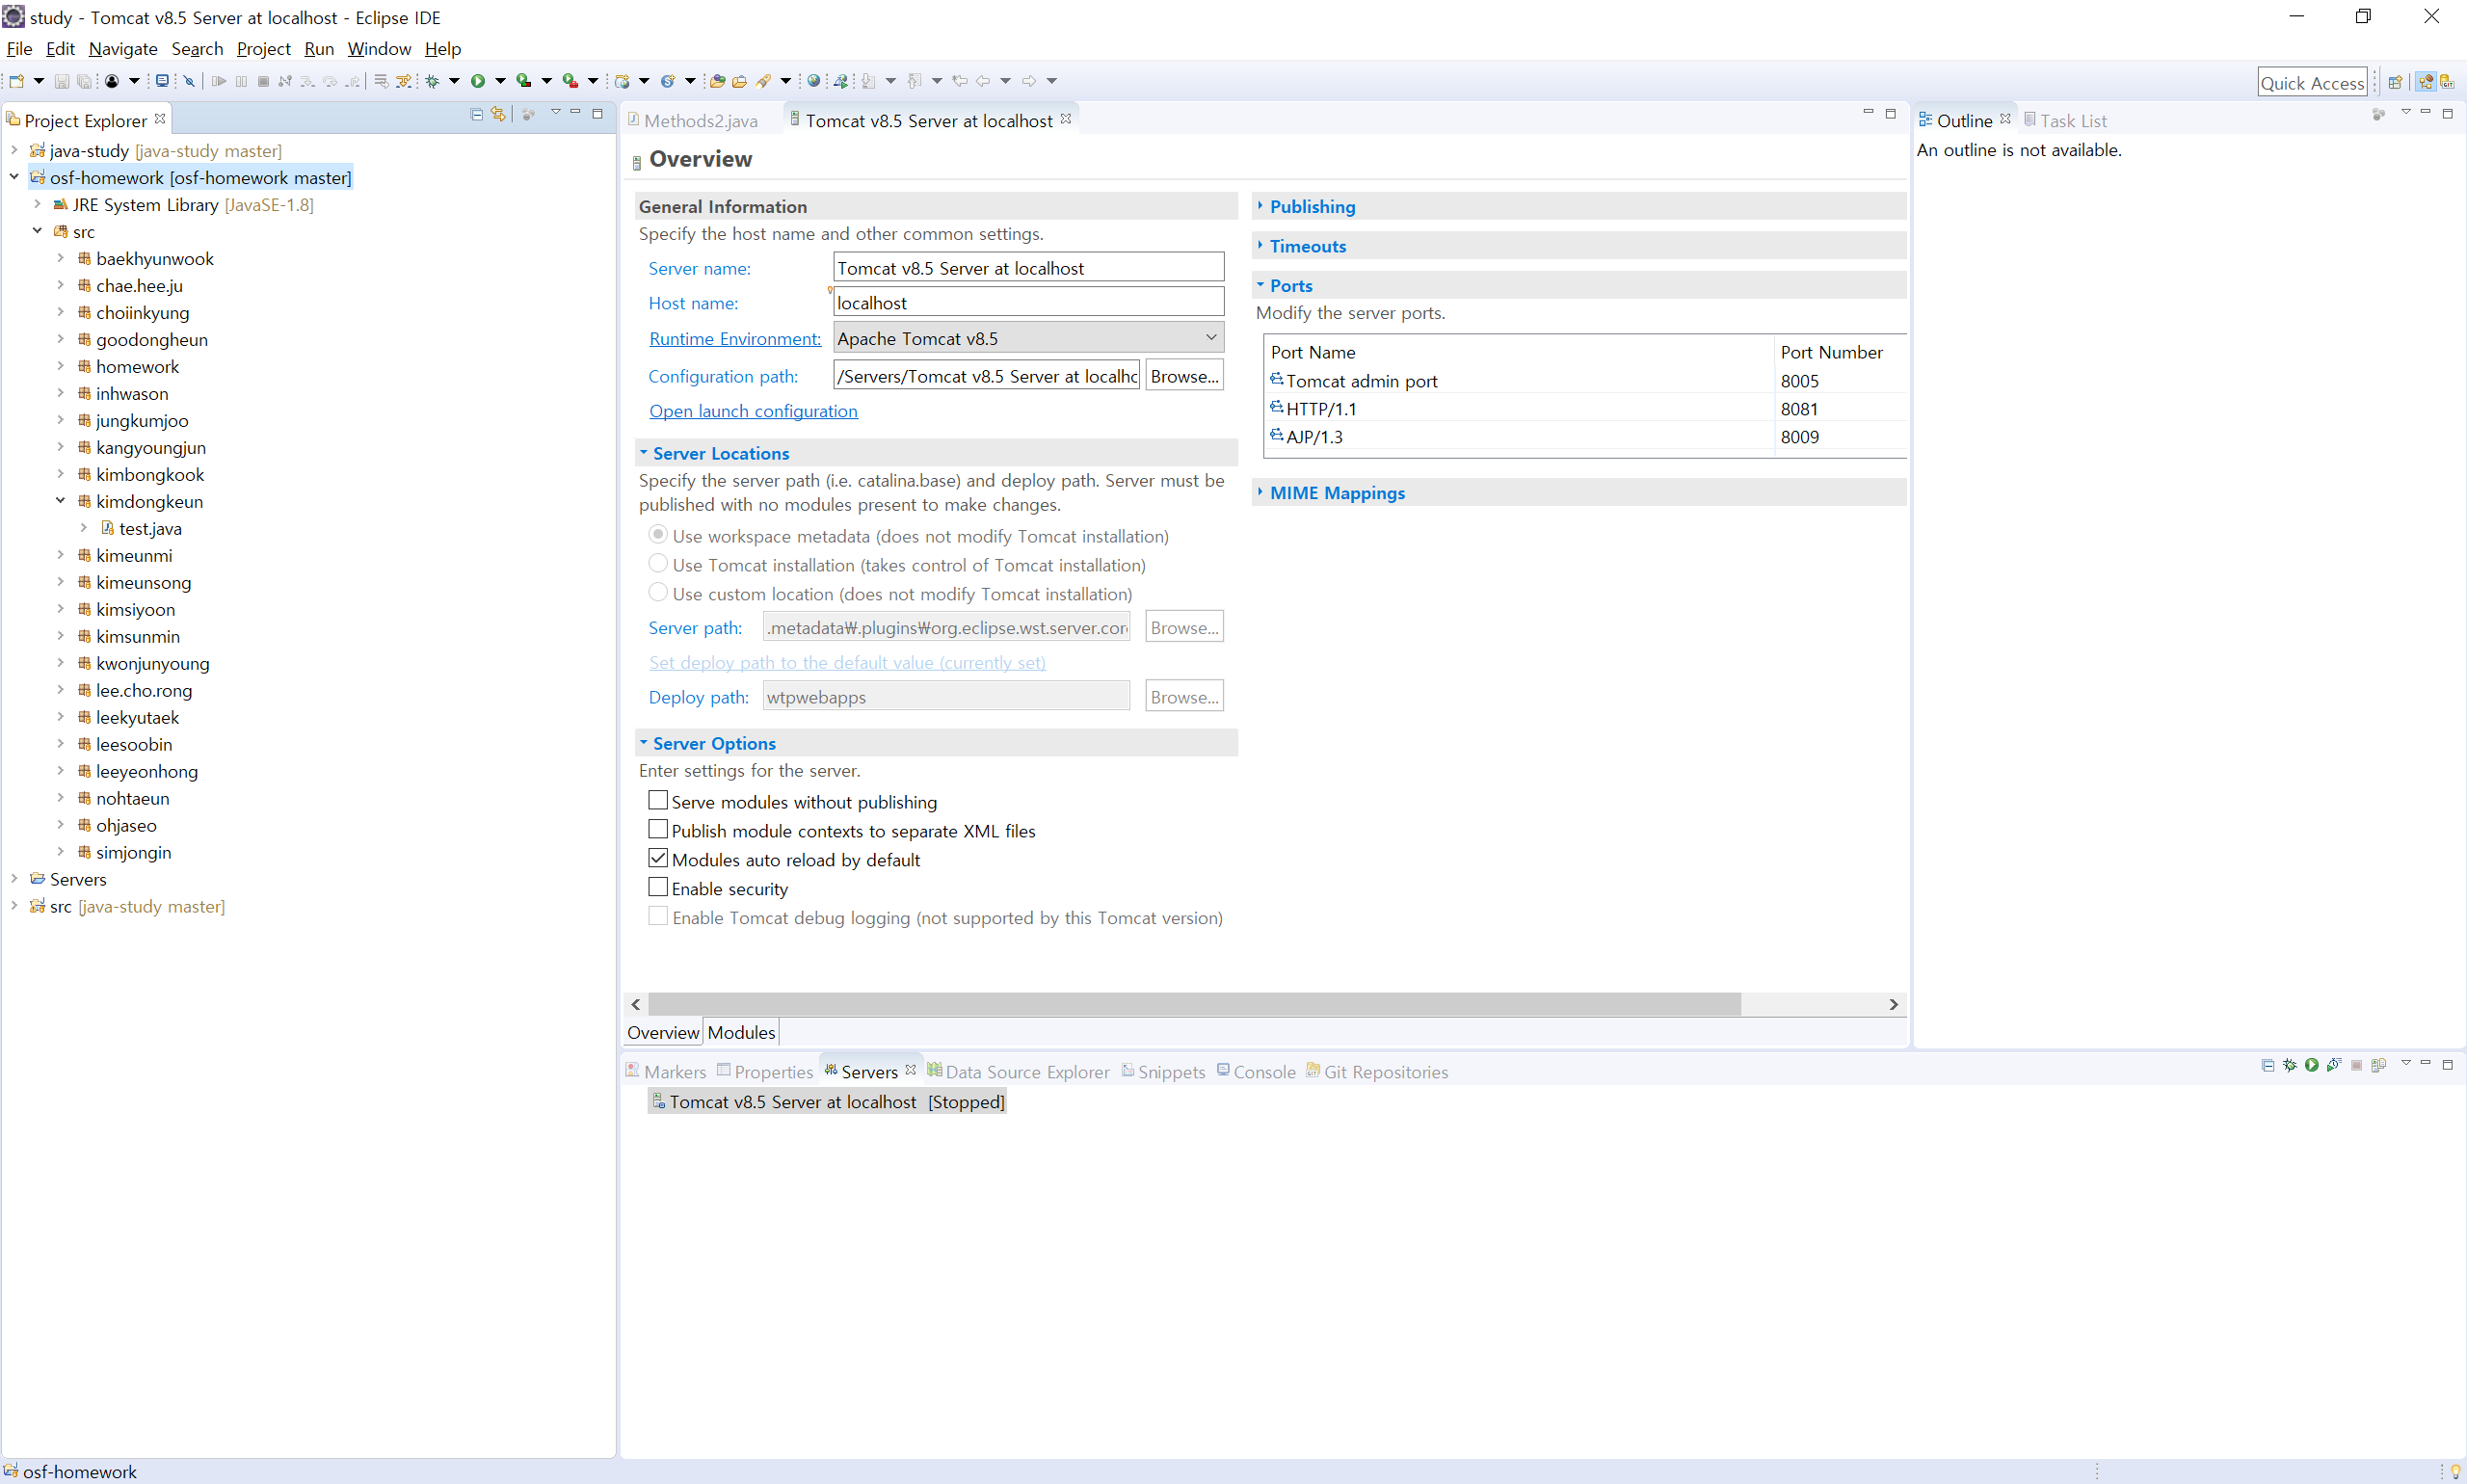 study - Tomcat v8.5 Server at localhost - Eclipse IDE
File Edit Navigate Search Project Run Window Help
Quick Access
Project Explorer
java-study [java-study master]
osf-homework [osf-homework master]
JRE System Library [JavaSE-1.8]
src
baekhyunwook
chae.hee.ju
choiinkyung
goodongheun
homework
inhwason
jungkumjoo
kangyoungjun
kimbongkook
kimdongkeun
test.java
kimeunmi
kimeunsong
kimsiyoon
kimsunmin
kwonjunyoung
lee.cho.rong
leekyutaek
leesoobin
leeyeonhong
nohtaeun
ohjaseo
simjongin
Servers
src [java-study master]
Methods2.java
Tomcat v8.5 Server at localhost
Overview
General Information
Specify the host name and other common settings.
Server name: Tomcat v8.5 Server at localhost
Host name: localhost
Runtime Environment: Apache Tomcat v8.5
Configuration path: /Servers/Tomcat v8.5 Server at localhc Browse...
Open launch configuration
Server Locations
Specify the server path (i.e. catalina.base) and deploy path. Server must be
published with no modules present to make changes.
Use workspace metadata (does not modify Tomcat installation)
Use Tomcat installation (takes control of Tomcat installation)
Use custom location (does not modify Tomcat installation)
Server path: .metadata₩.plugins₩org.eclipse.wst.server.cor Browse...
Set deploy path to the default value (currently set)
Deploy path: wtpwebapps Browse...
Server Options
Enter settings for the server.
Serve modules without publishing
Publish module contexts to separate XML files
Modules auto reload by default
Enable security
Enable Tomcat debug logging (not supported by this Tomcat version)
Publishing
Timeouts
Ports
Modify the server ports.
Port Name Port Number
Tomcat admin port 8005
HTTP/1.1 8081
AJP/1.3 8009
MIME Mappings
Overview Modules
Outline Task List
An outline is not available.
Markers Properties Servers Data Source Explorer Snippets Console Git Repositories
Tomcat v8.5 Server at localhost [Stopped]
osf-homework